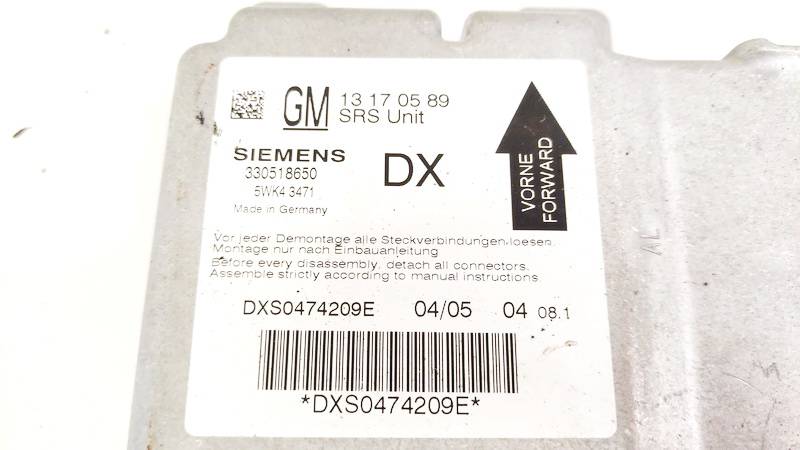 GM 13 17 05 89
SRS Unit
SIEMENS
DX
330518650
5WK4 3471
Made in Germany
VORNE
FORWARD
Vor jeder Demontage alle Steckverbindungen loesen.
Montage nur nach Einbauanleitung
Before every disassembly, detach all connectors.
Assemble strictly according to manual instructions.
DXS0474209E 04/05 04 08.1
*DXS0474209E*
AL